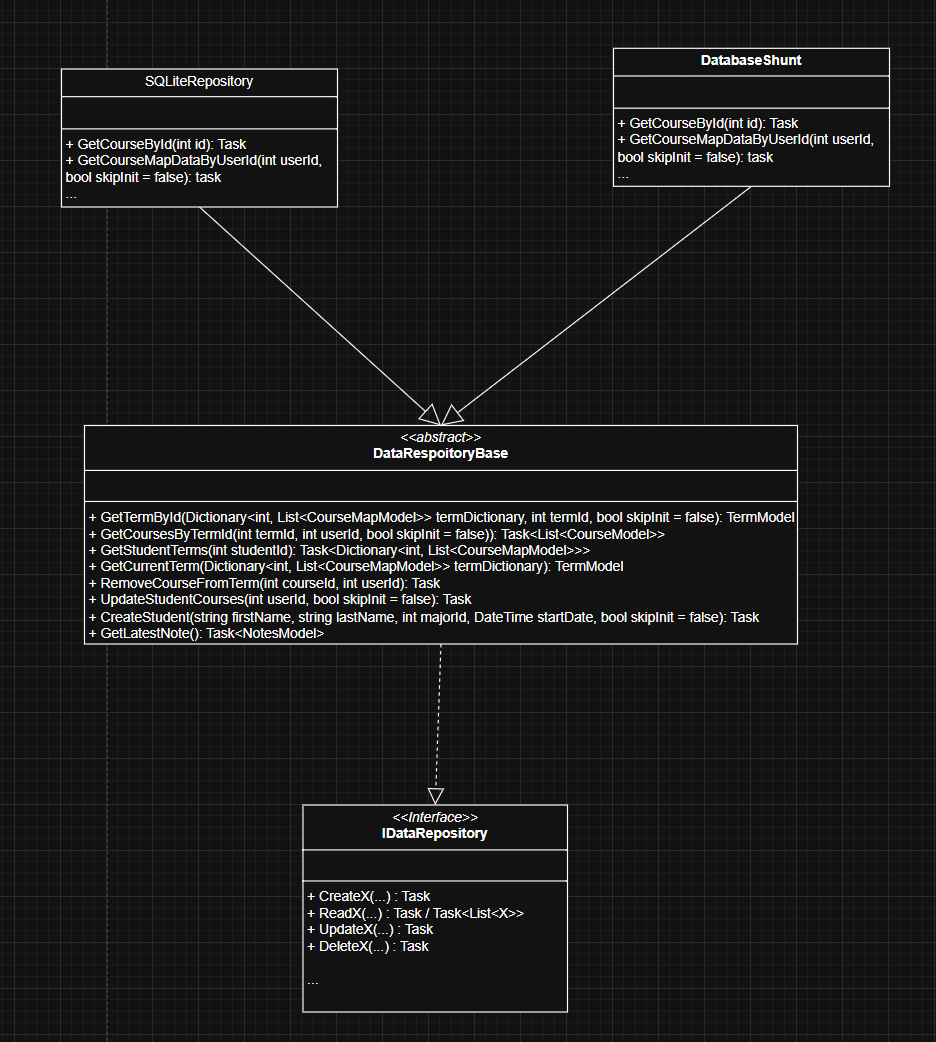 SQLiteRepository
+ GetCourseById(int id): Task
+ GetCourseMapDataByUserId(int userId,
bool skipInit = false): task
...
DatabaseShunt
+ GetCourseById(int id): Task
+ GetCourseMapDataByUserId(int userId,
bool skipInit = false): task
...
<<abstract>>
DataRespoitoryBase
+ GetTermById(Dictionary<int, List<CourseMapModel>> termDictionary, int termId, bool skipInit = false): TermModel
+ GetCoursesByTermId(int termId, int userId, bool skipInit = false)): Task<List<CourseModel>>
+ GetStudentTerms(int studentId): Task<Dictionary<int, List<CourseMapModel>>>
+ GetCurrentTerm(Dictionary<int, List<CourseMapModel>> termDictionary): TermModel
+ RemoveCourseFromTerm(int courseId, int userId): Task
+ UpdateStudentCourses(int userId, bool skipInit = false): Task
+ CreateStudent(string firstName, string lastName, int majorId, DateTime startDate, bool skipInit = false): Task
+ GetLatestNote(): Task<NotesModel>
<<Interface>>
IDataRepository
+ CreateX(...) : Task
+ ReadX(...) : Task / Task<List<X>>
+ UpdateX(...) : Task
+ DeleteX(...) : Task
...